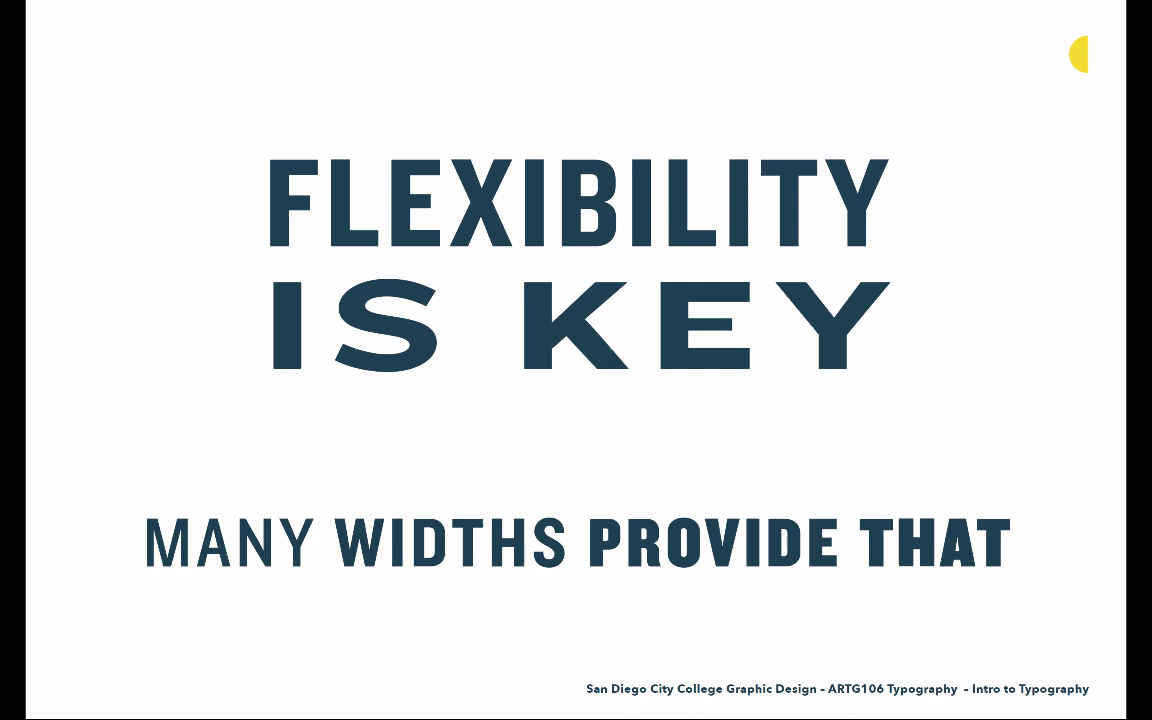 FLEXIBILITY
IS KEY
MANY WIDTHS PROVIDE THAT
San Diego City College Graphic Design – ARTG106 Typography – Intro to Typography